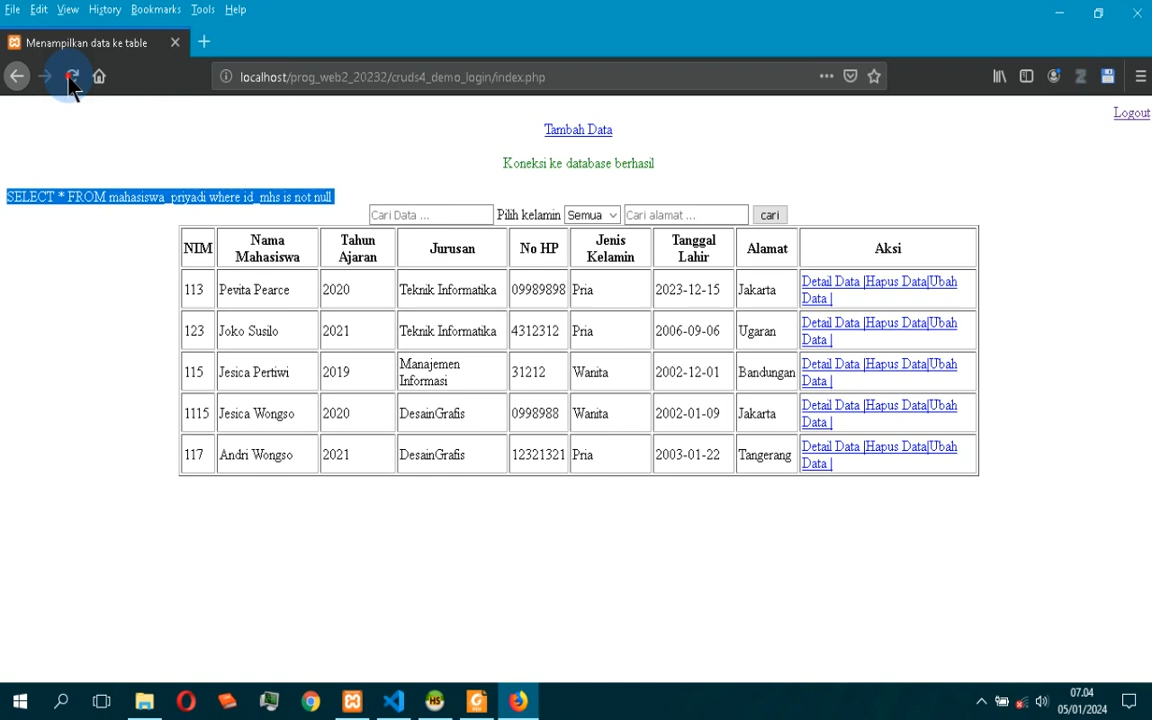 File Edit View History Bookmarks Tools Help
Menampilkan data ke table
localhost/prog_web2_20232/cruds4_demo_login/index.php
Logout
Tambah Data
Koneksi ke database berhasil
SELECT * FROM mahasiswa_priyadi where id_mhs is not null
Cari Data ... Pilih kelamin Semua Cari alamat ... cari
NIM Nama Mahasiswa Tahun Ajaran Jurusan No HP Jenis Kelamin Tanggal Lahir Alamat Aksi
113 Pevita Pearce 2020 Teknik Informatika 09989898 Pria 2023-12-15 Jakarta Detail Data |Hapus Data|Ubah Data |
123 Joko Susilo 2021 Teknik Informatika 4312312 Pria 2006-09-06 Ugaran Detail Data |Hapus Data|Ubah Data |
115 Jesica Pertiwi 2019 Manajemen Informasi 31212 Wanita 2002-12-01 Bandungan Detail Data |Hapus Data|Ubah Data |
1115 Jesica Wongso 2020 DesainGrafis 0998988 Wanita 2002-01-09 Jakarta Detail Data |Hapus Data|Ubah Data |
117 Andri Wongso 2021 DesainGrafis 12321321 Pria 2003-01-22 Tangerang Detail Data |Hapus Data|Ubah Data |
07.04
05/01/2024